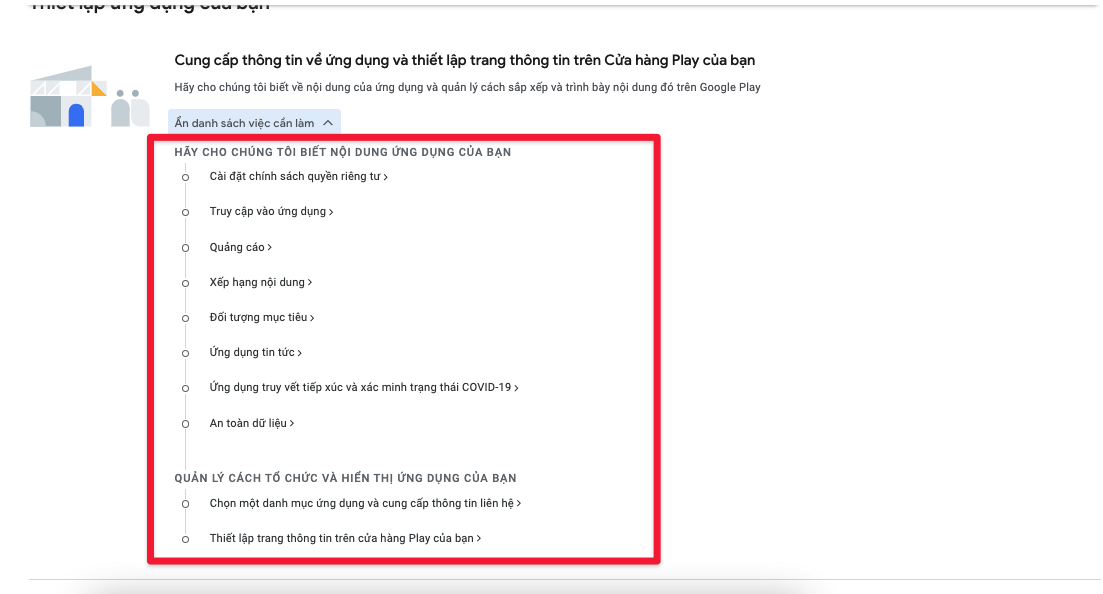 Thiết lập ứng dụng của bạn
Cung cấp thông tin về ứng dụng và thiết lập trang thông tin trên Cửa hàng Play của bạn
Hãy cho chúng tôi biết về nội dung của ứng dụng và quản lý cách sắp xếp và trình bày nội dung đó trên Google Play
Ẩn danh sách việc cần làm
HÃY CHO CHÚNG TÔI BIẾT NỘI DUNG ỨNG DỤNG CỦA BẠN
Cài đặt chính sách quyền riêng tư >
Truy cập vào ứng dụng >
Quảng cáo >
Xếp hạng nội dung >
Đối tượng mục tiêu >
Ứng dụng tin tức >
Ứng dụng truy vết tiếp xúc và xác minh trạng thái COVID-19 >
An toàn dữ liệu >
QUẢN LÝ CÁCH TỔ CHỨC VÀ HIỂN THỊ ỨNG DỤNG CỦA BẠN
Chọn một danh mục ứng dụng và cung cấp thông tin liên hệ >
Thiết lập trang thông tin trên cửa hàng Play của bạn >